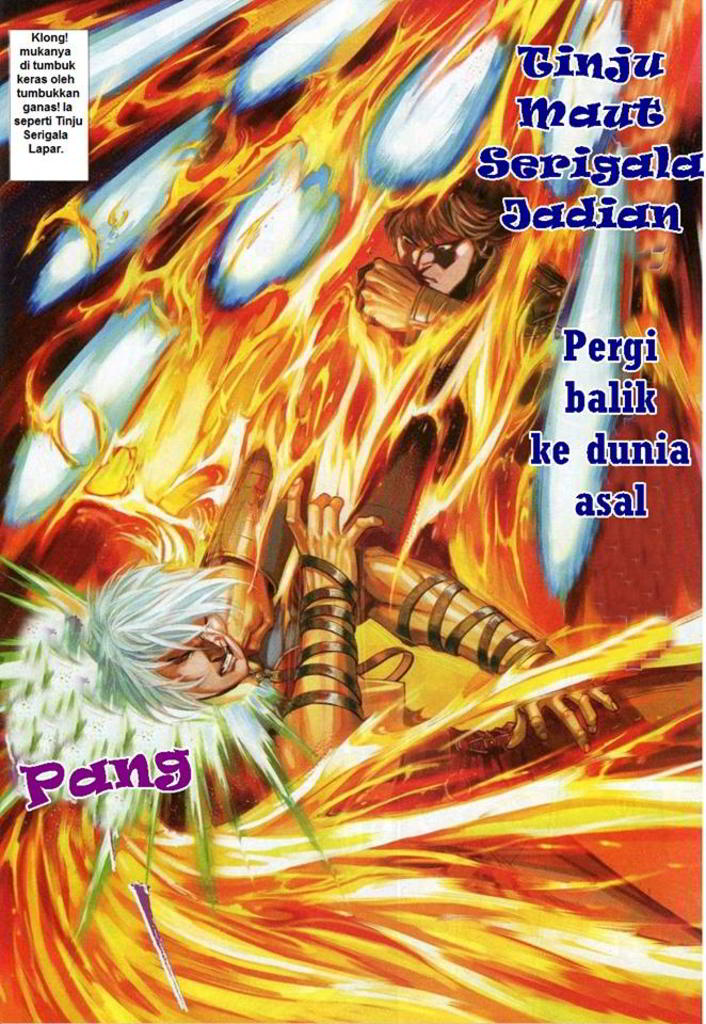 Klong!
mukanya
di tumbuk
keras oleh
tumbukkan
ganas! Ia
seperti Tinju
Serigala
Lapar.
Tinju
Maut
Serigala
Jadian
Pergi
balik
ke dunia
asal
Pang